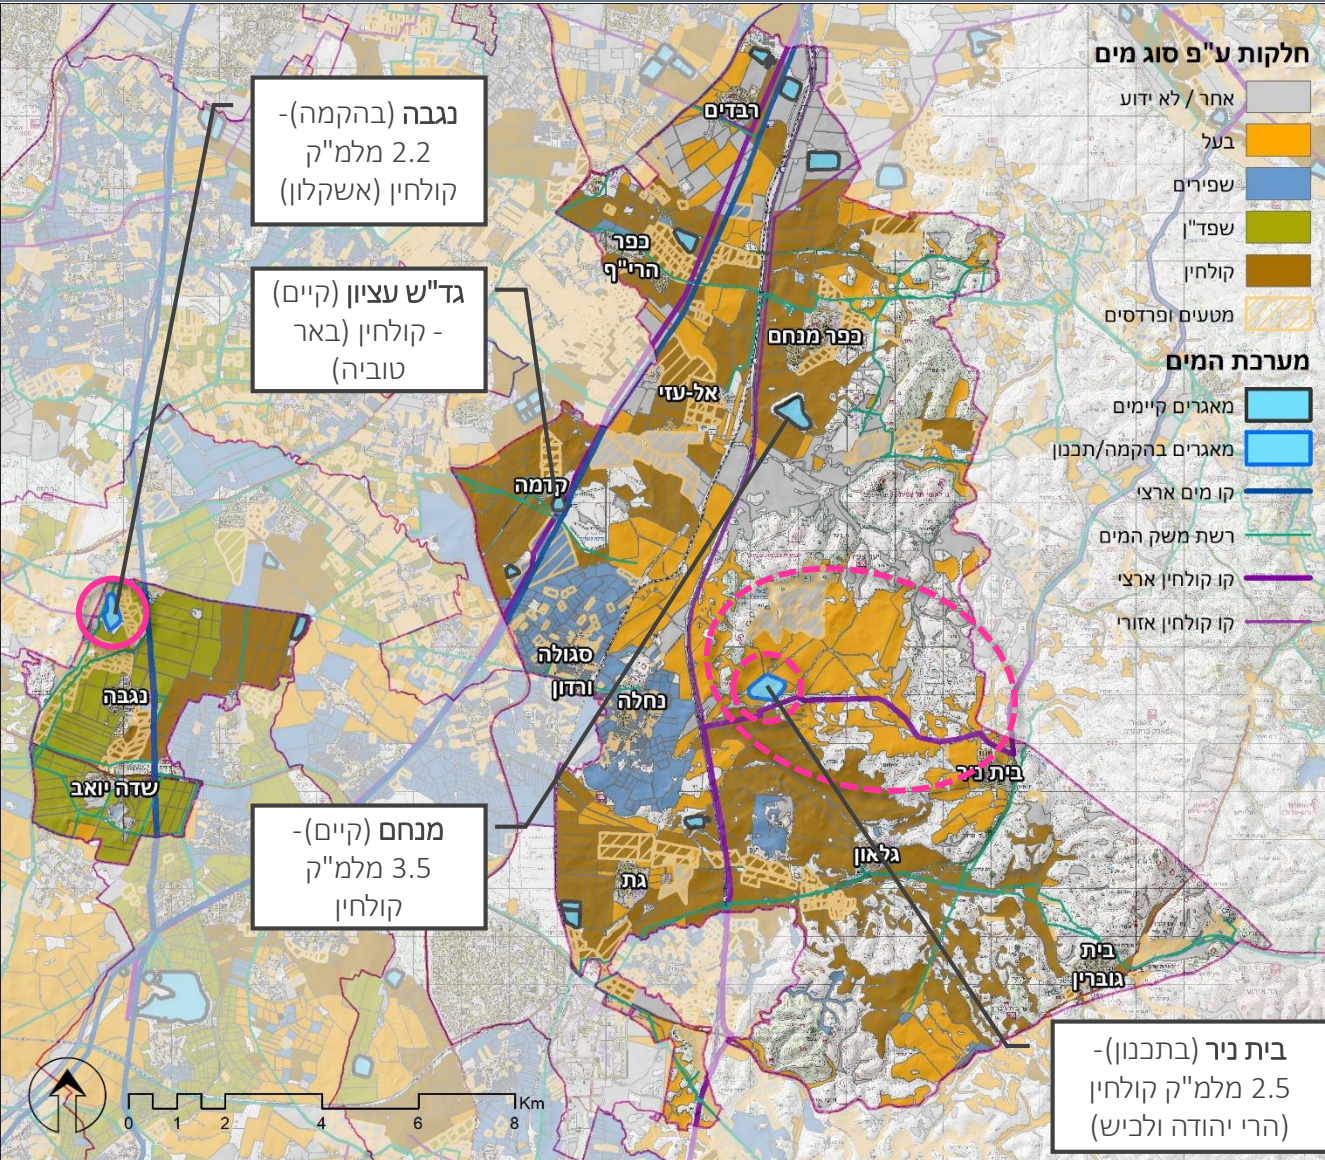 חלקות ע"פ סוג מים
אחר / לא ידוע
בעל
שפירים
שפד"ן
קולחין
מטעים ופרדסים
מערכת המים
מאגרים קיימים
מאגרים בהקמה/תכנון
קו מים ארצי
רשת משק המים
קו קולחין ארצי
קו קולחין אזורי
נגבה (בהקמה)-
2.2 מלמ"ק
קולחין (אשקלון)
גד"ש עציון (קיים)
- קולחין (באר
טוביה)
מנחם (קיים)-
3.5 מלמ"ק
קולחין
בית ניר (בתכנון)-
2.5 מלמ"ק קולחין
(הרי יהודה ולכיש)
רבדים
כפר
הרי"ף
כפר מנחם
אל-עזי
קדמה
סגולה
ורדון
נחלה
נגבה
שדה יואב
בית ניר
גלאון
גת
בית
גוברין
Km
0 1 2 4 6 8